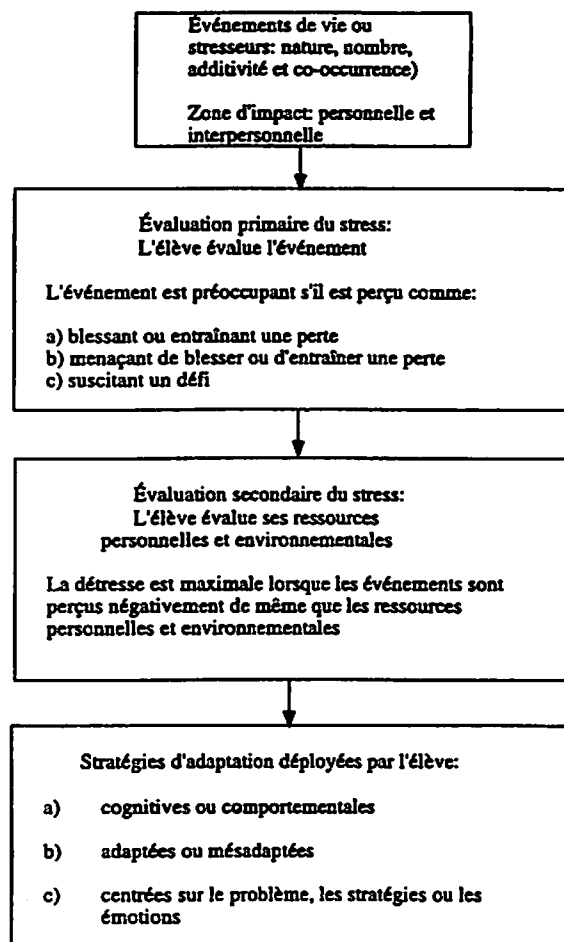 Événements de vie ou
stresseurs: nature, nombre,
additivité et co-occurrence)
Zone d'impact: personnelle et
interpersonnelle
Évaluation primaire du stress:
L'élève évalue l'événement
L'événement est préoccupant s'il est perçu comme:
a) blessant ou entraînant une perte
b) menaçant de blesser ou d'entraîner une perte
c) suscitant un défi
Évaluation secondaire du stress:
L'élève évalue ses ressources
personnelles et environnementales
La détresse est maximale lorsque les événements sont
perçus négativement de même que les ressources
personnelles et environnementales
Stratégies d'adaptation déployées par l'élève:
a) cognitives ou comportementales
b) adaptées ou mésadaptées
c) centrées sur le problème, les stratégies ou les
émotions